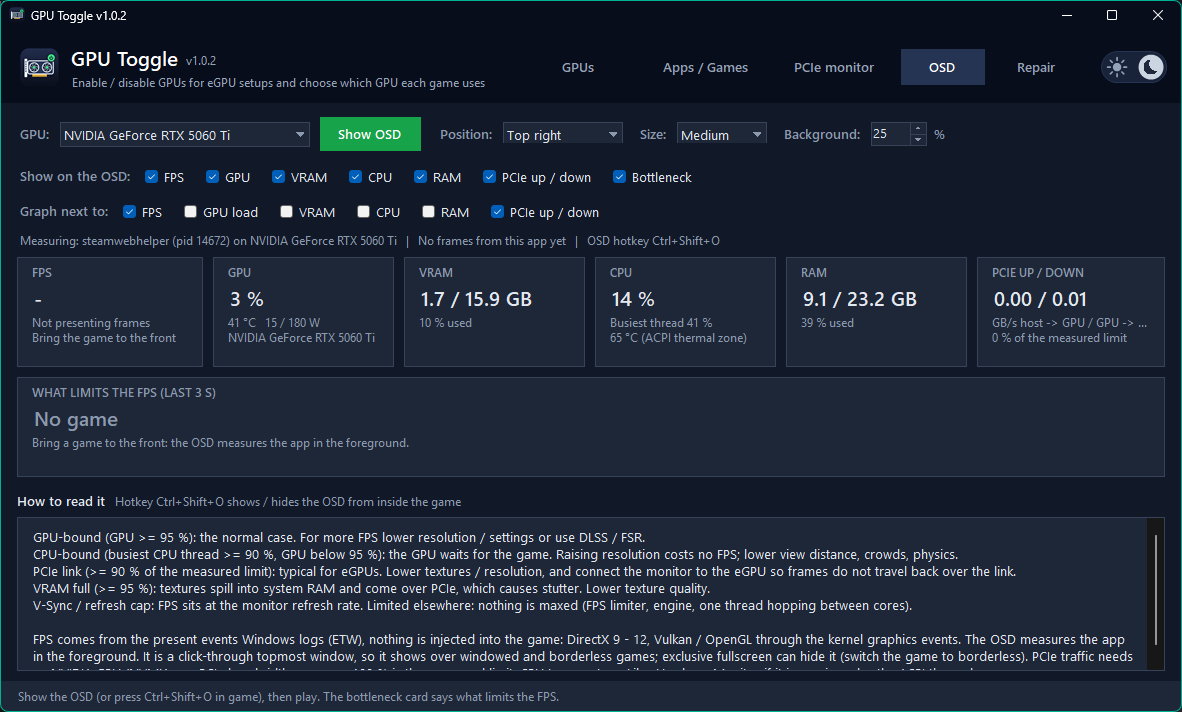 GPU Toggle v1.0.2
GPU Toggle v1.0.2
Enable / disable GPUs for eGPU setups and choose which GPU each game uses
GPUs Apps / Games PCIe monitor OSD Repair
GPU: NVIDIA GeForce RTX 5060 Ti Show OSD Position: Top right Size: Medium Background: 25 %
Show on the OSD: FPS GPU VRAM CPU RAM PCIe up / down Bottleneck
Graph next to: FPS GPU load VRAM CPU RAM PCIe up / down
Measuring: steamwebhelper (pid 14672) on NVIDIA GeForce RTX 5060 Ti | No frames from this app yet | OSD hotkey Ctrl+Shift+O
FPS
-
Not presenting frames
Bring the game to the front
GPU
3 %
41 °C 15 / 180 W
NVIDIA GeForce RTX 5060 Ti
VRAM
1.7 / 15.9 GB
10 % used
CPU
14 %
Busiest thread 41 %
65 °C (ACPI thermal zone)
RAM
9.1 / 23.2 GB
39 % used
PCIE UP / DOWN
0.00 / 0.01
GB/s host -> GPU / GPU -> ...
0 % of the measured limit
WHAT LIMITS THE FPS (LAST 3 S)
No game
Bring a game to the front: the OSD measures the app in the foreground.
How to read it Hotkey Ctrl+Shift+O shows / hides the OSD from inside the game
GPU-bound (GPU >= 95 %): the normal case. For more FPS lower resolution / settings or use DLSS / FSR.
CPU-bound (busiest CPU thread >= 90 %, GPU below 95 %): the GPU waits for the game. Raising resolution costs no FPS; lower view distance, crowds, physics.
PCIe link (>= 90 % of the measured limit): typical for eGPUs. Lower textures / resolution, and connect the monitor to the eGPU so frames do not travel back over the link.
VRAM full (>= 95 %): textures spill into system RAM and come over PCIe, which causes stutter. Lower texture quality.
V-Sync / refresh cap: FPS sits at the monitor refresh rate. Limited elsewhere: nothing is maxed (FPS limiter, engine, one thread hopping between cores).
FPS comes from the present events Windows logs (ETW), nothing is injected into the game: DirectX 9 - 12, Vulkan / OpenGL through the kernel graphics events. The OSD measures the app
in the foreground. It is a click-through topmost window, so it shows over windowed and borderless games; exclusive fullscreen can hide it (switch the game to borderless). PCIe traffic needs
Show the OSD (or press Ctrl+Shift+O in game), then play. The bottleneck card says what limits the FPS.